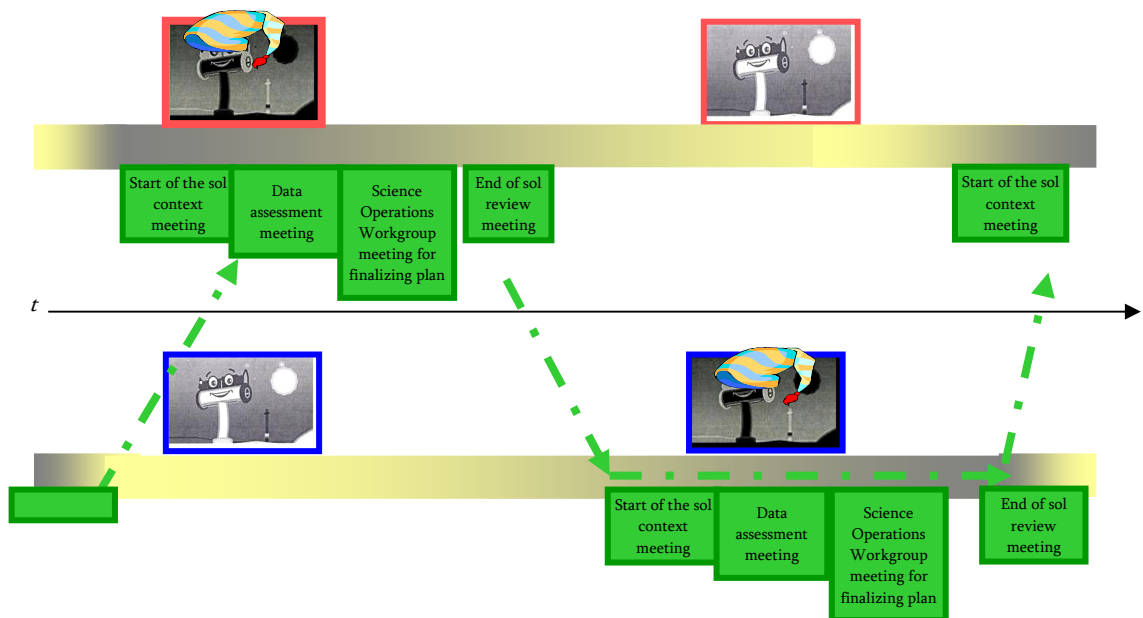 Start of the sol
context
meeting
Data
assessment
meeting
Science
Operations
Workgroup
meeting for
finalizing plan
End of sol
review
meeting
Start of the sol
context
meeting
t
Start of the sol
context
meeting
Data
assessment
meeting
Science
Operations
Workgroup
meeting for
finalizing plan
End of sol
review
meeting